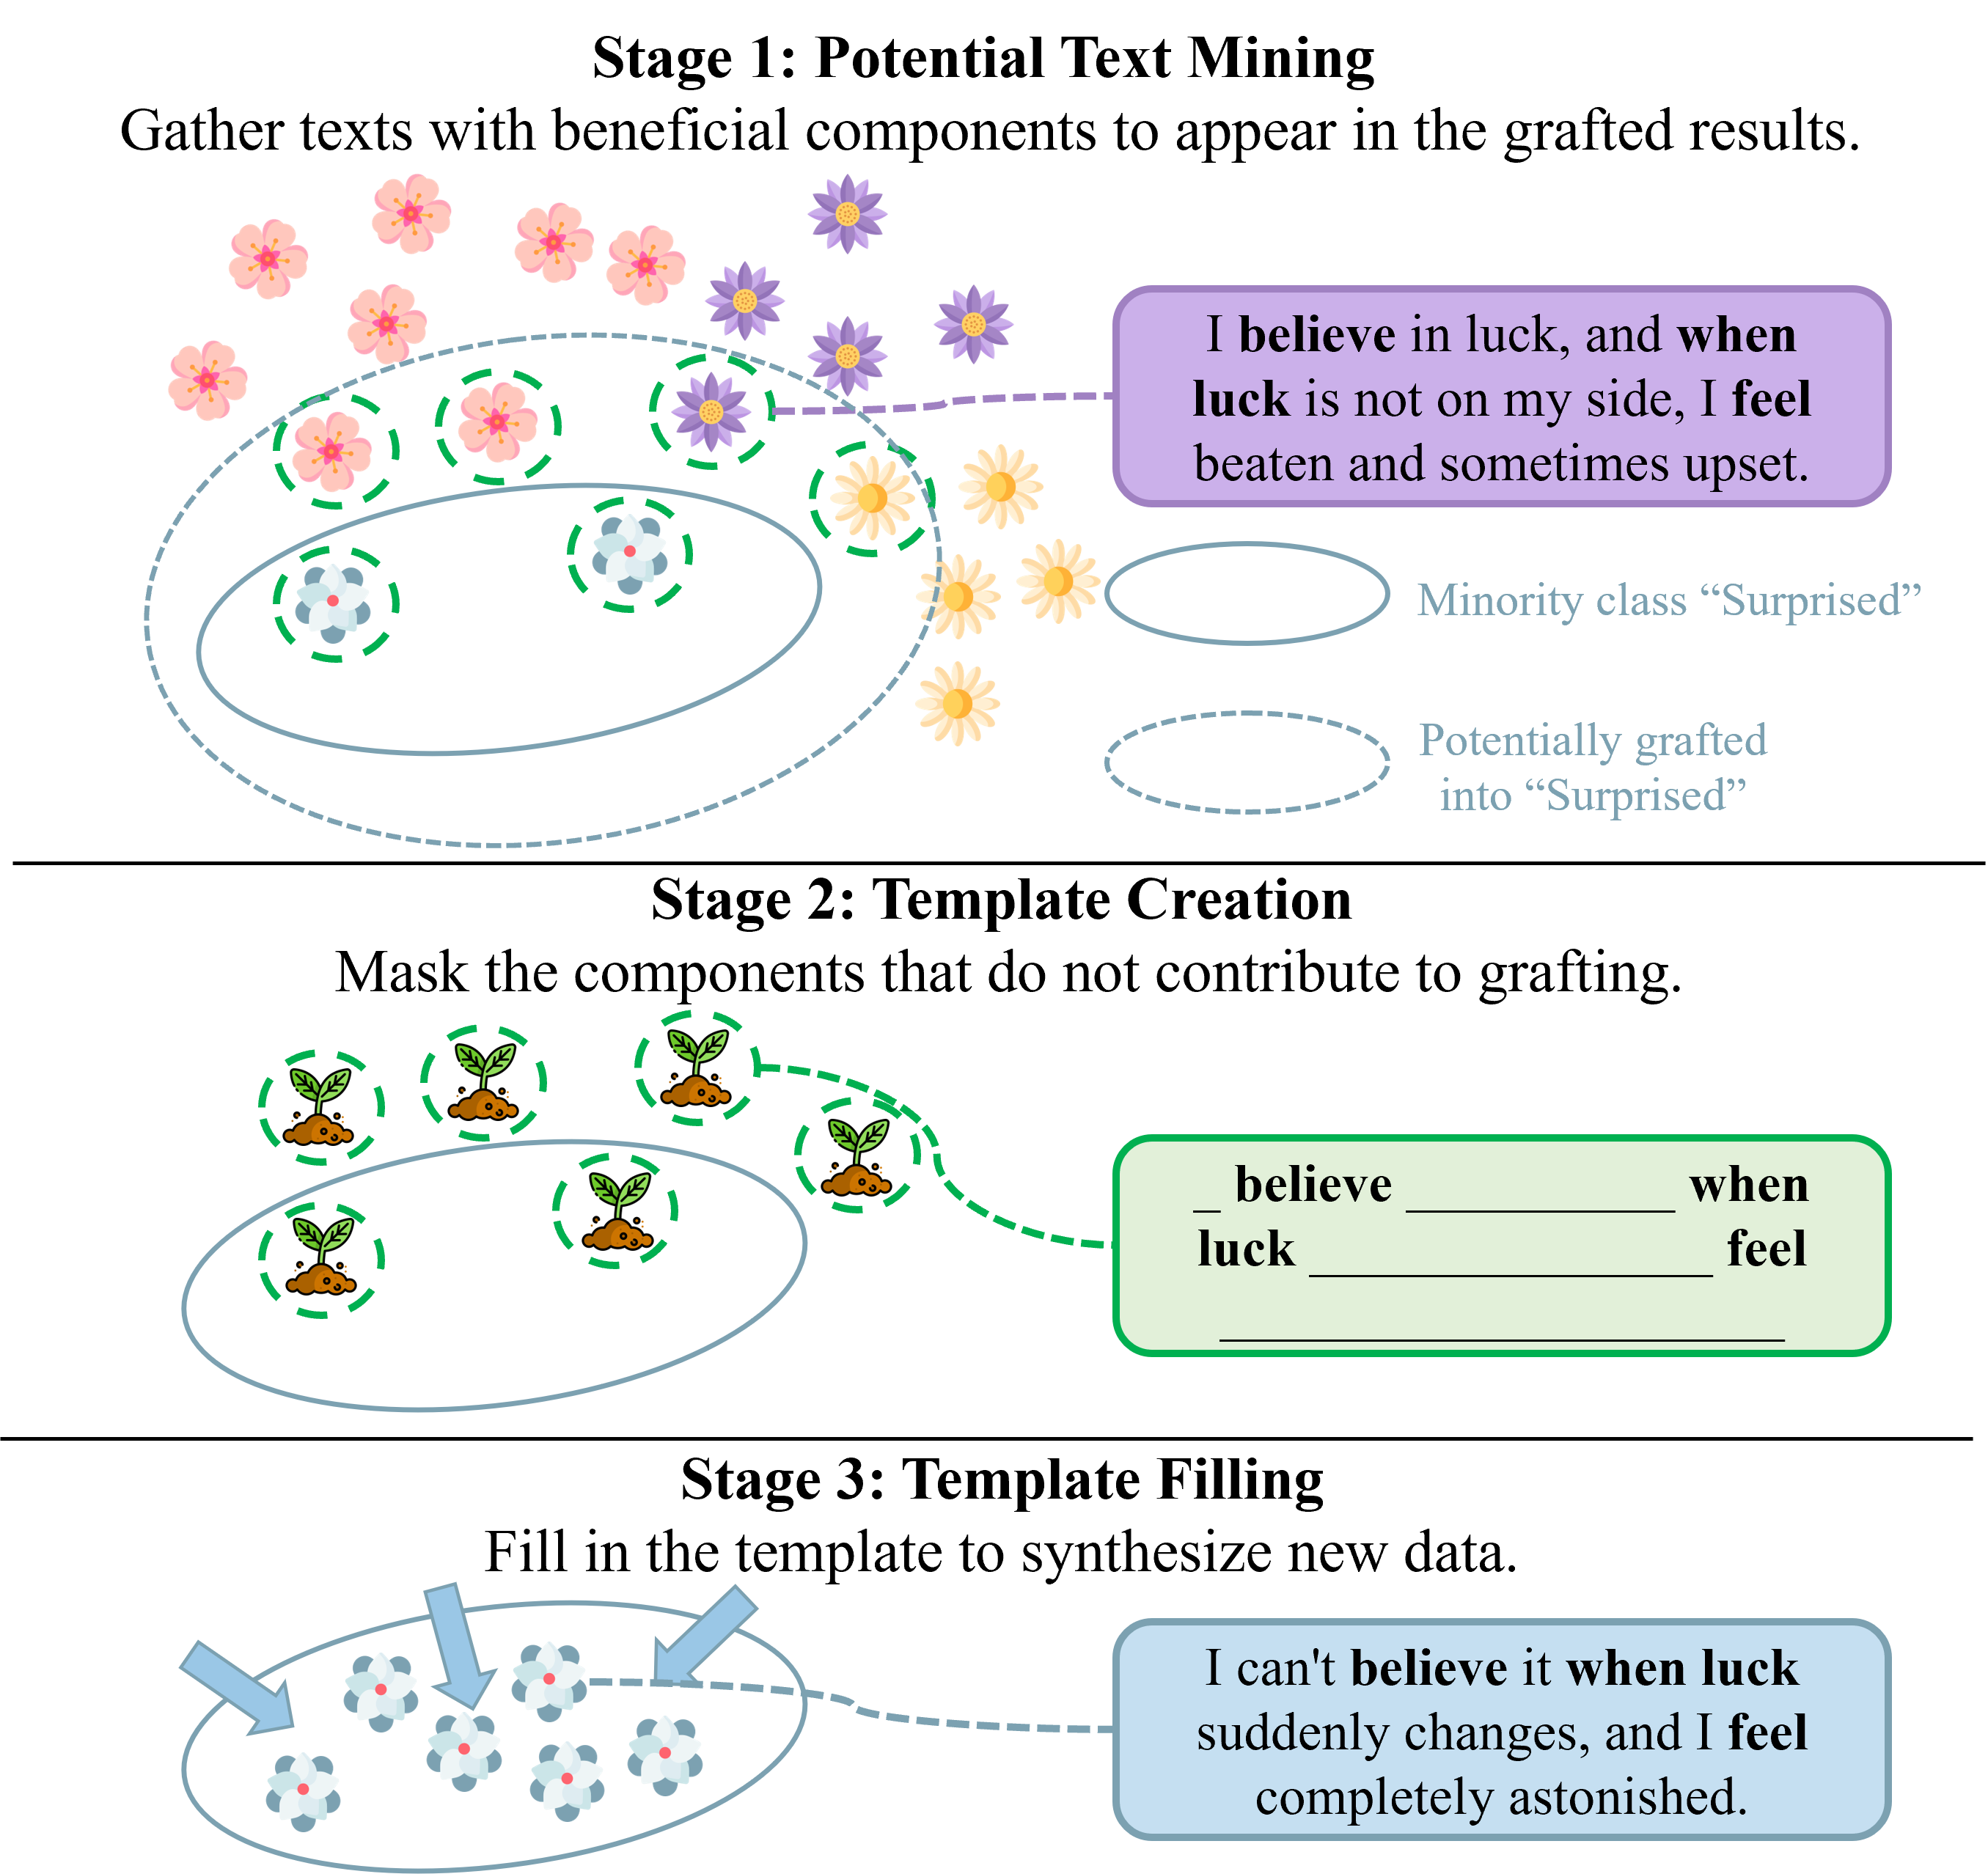 Stage 1: Potential Text Mining
Gather texts with beneficial components to appear in the grafted results.
I believe in luck, and when
luck is not on my side, I feel
beaten and sometimes upset.
Minority class “Surprised”
Potentially grafted
into “Surprised”
Stage 2: Template Creation
Mask the components that do not contribute to grafting.
_ believe __________ when
luck _______________ feel
_____________________
Stage 3: Template Filling
Fill in the template to synthesize new data.
I can't believe it when luck
suddenly changes, and I feel
completely astonished.